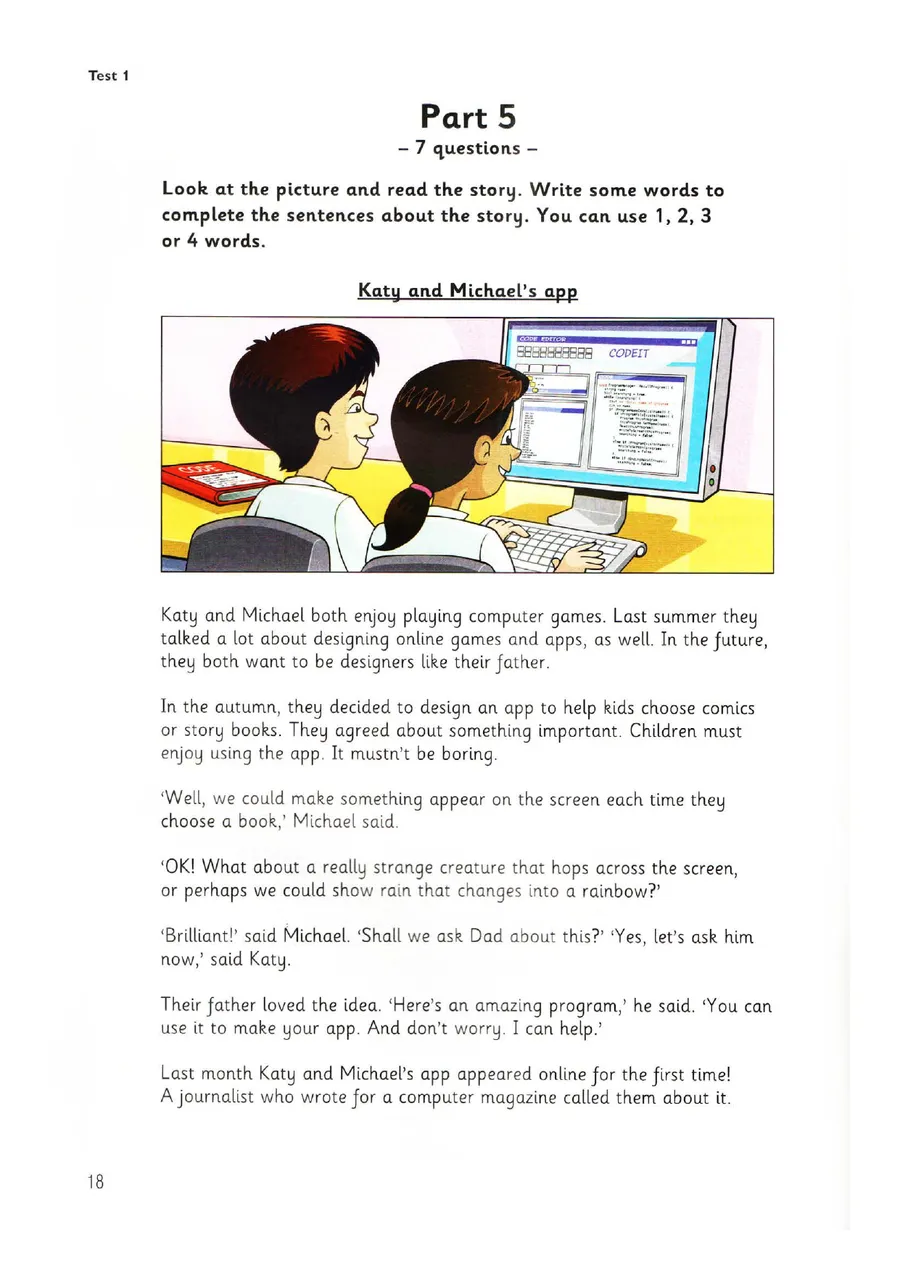 Test 1
Part 5
– 7 questions –
Look at the picture and read the story. Write some words to
complete the sentences about the story. You can use 1, 2, 3
or 4 words.
Katy and Michael's app
CODE EDITOR
CODEIT
CODE
Katy and Michael both enjoy playing computer games. Last summer they
talked a lot about designing online games and apps, as well. In the future,
they both want to be designers like their father.
In the autumn, they decided to design an app to help kids choose comics
or story books. They agreed about something important. Children must
enjoy using the app. It mustn't be boring.
‘Well, we could make something appear on the screen each time they
choose a book,’ Michael said.
‘OK! What about a really strange creature that hops across the screen,
or perhaps we could show rain that changes into a rainbow?’
‘Brilliant!’ said Michael. ‘Shall we ask Dad about this?’ ‘Yes, let’s ask him
now,’ said Katy.
Their father loved the idea. ‘Here’s an amazing program,’ he said. ‘You can
use it to make your app. And don’t worry. I can help.’
Last month Katy and Michael’s app appeared online for the first time!
A journalist who wrote for a computer magazine called them about it.
18